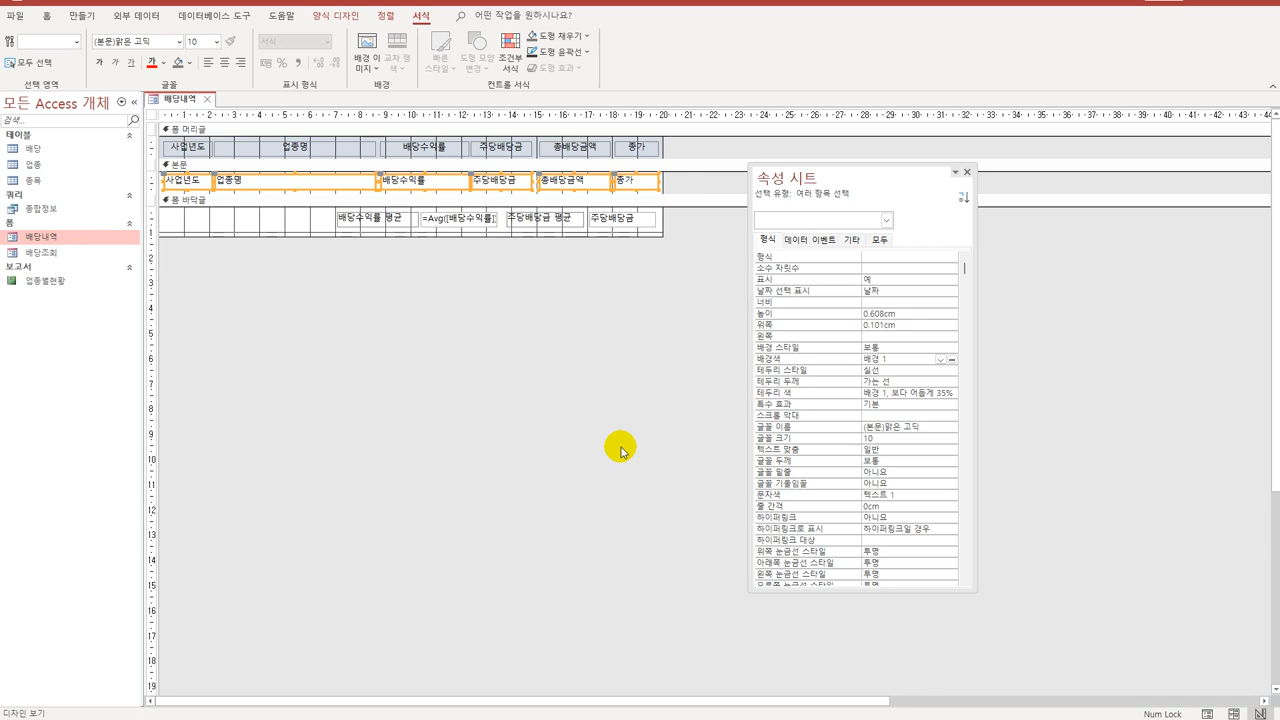 파일 홈 만들기 외부 데이터 데이터베이스 도구 도움말 양식 디자인 정렬 서식 어떤 작업을 원하시나요?
(본문)맑은 고딕 10 서식
모두 선택
가 가 가 가
빠른 스타일 도형 모양 변경 조건부 서식
배경 이미지 교차 행 색
도형 채우기
도형 윤곽선
도형 효과
선택 영역 글꼴 표시 형식 배경 컨트롤 서식
모든 Access 개체
검색...
테이블
배당
업종
종목
쿼리
종합정보
폼
배당내역
배당조회
보고서
업종별현황
배당내역
폼 머리글
사업년도 업종명 배당수익률 주당배당금 총배당금액 종가
본문
사업년도 업종명 배당수익률 주당배당금 총배당금액 종가
폼 바닥글
배당수익률 평균 =Avg([배당수익률]) 주당배당금 평균 주당배당금
속성 시트
선택 유형: 여러 항목 선택
형식 데이터 이벤트 기타 모두
형식
소수 자릿수
표시 예
날짜 선택 표시 날짜
너비
높이 0.608cm
위쪽 0.101cm
왼쪽
배경 스타일 보통
배경색 배경 1
테두리 스타일 실선
테두리 두께 가는 선
테두리 색 배경 1, 보다 어둡게 35%
특수 효과 기본
스크롤 막대
글꼴 이름 (본문)맑은 고딕
글꼴 크기 10
텍스트 맞춤 일반
글꼴 두께 보통
글꼴 밑줄 아니요
글꼴 기울임꼴 아니요
문자색 텍스트 1
줄 간격 0cm
하이퍼링크 아니요
하이퍼링크로 표시 하이퍼링크일 경우
하이퍼링크 대상
위쪽 눈금선 스타일 투명
아래쪽 눈금선 스타일 투명
왼쪽 눈금선 스타일 투명
오른쪽 눈금선 스타일 투명
디자인 보기 Num Lock